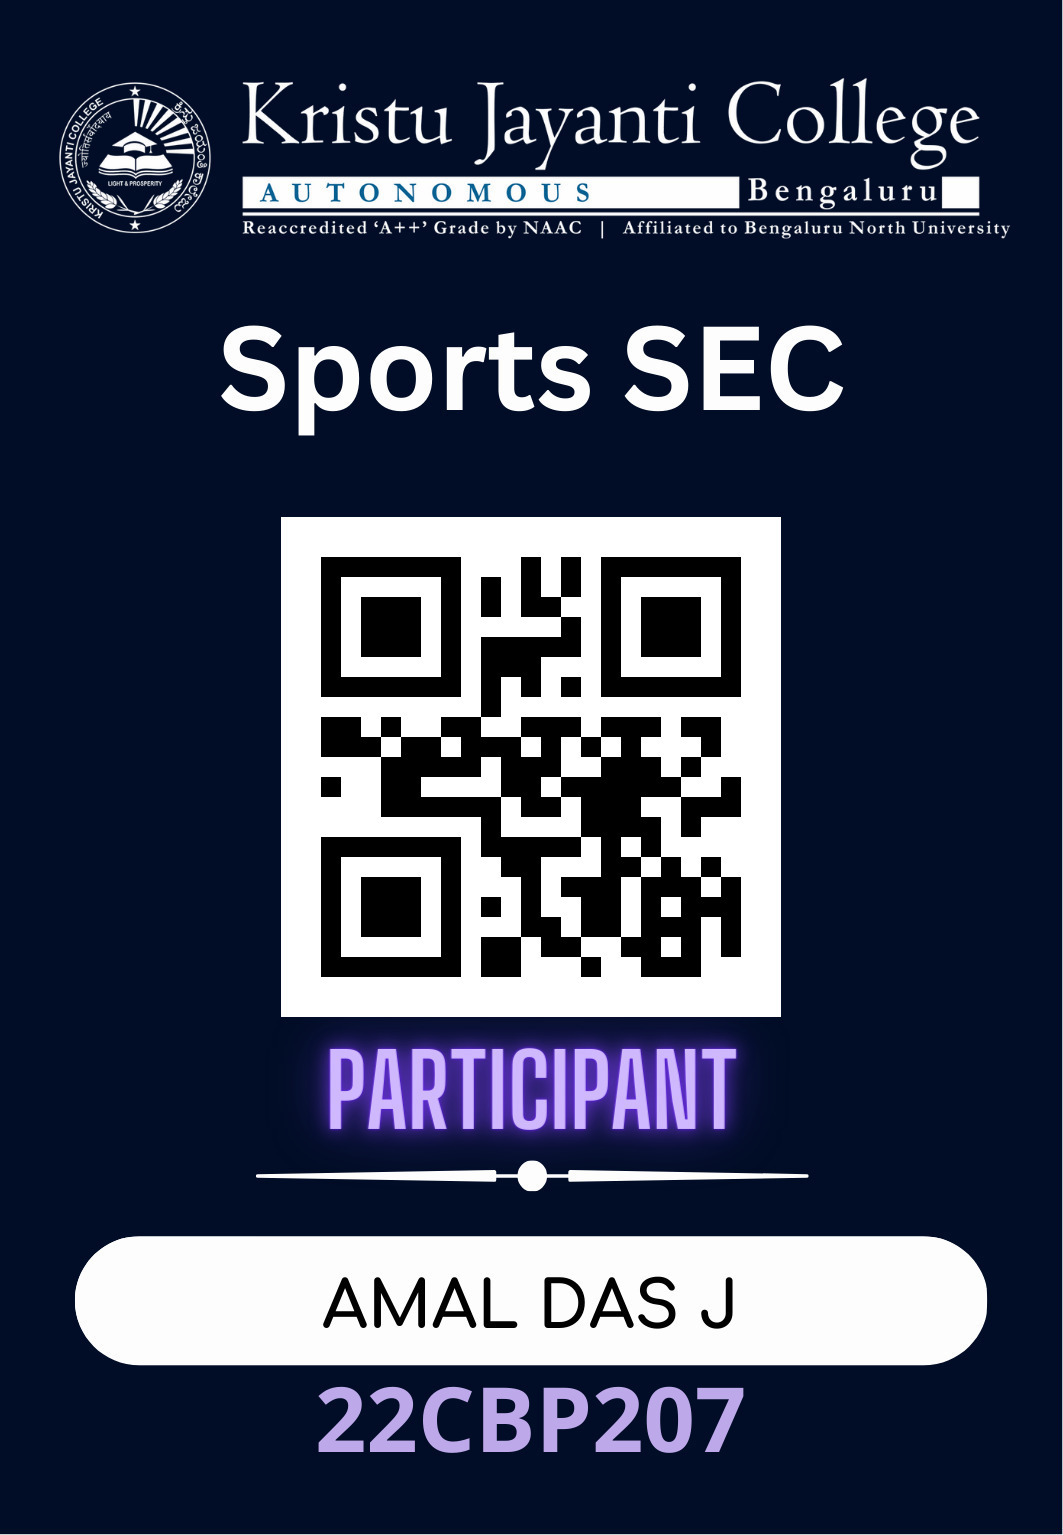 Kristu Jayanti College
AUTONOMOUS Bengaluru
Reaccredited ‘A++’ Grade by NAAC | Affiliated to Bengaluru North University
KRISTU JAYANTI COLLEGE
LIGHT & PROSPERITY
Sports SEC
PARTICIPANT
AMAL DAS J
22CBP207